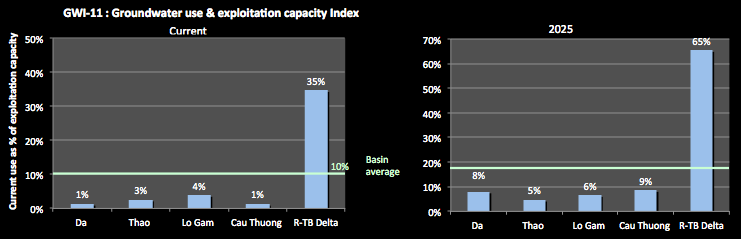 GWI-11 : Groundwater use & exploitation capacity Index
Current
Current use as % of exploitation capacity
50%
40%
30%
20%
10%
0%
1%
3%
4%
1%
35%
10%
Da
Thao
Lo Gam
Cau Thuong
R-TB Delta
Basin
average
2025
70%
60%
50%
40%
30%
20%
10%
0%
8%
5%
6%
9%
65%
Da
Thao
Lo Gam
Cau Thuong
R-TB Delta